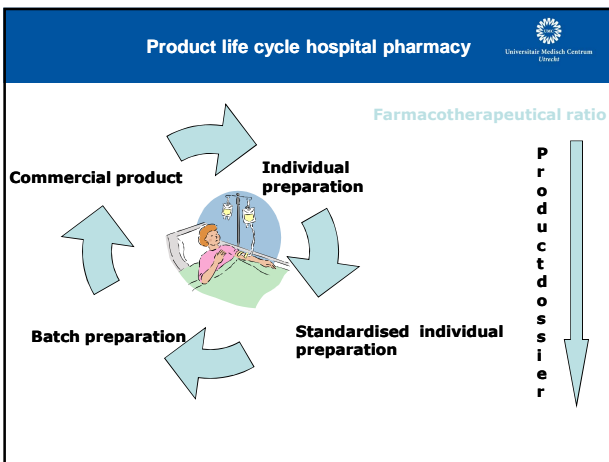 Product life cycle hospital pharmacy
UMC
Universitair Medisch Centrum
Utrecht
Farmacotherapeutical ratio
Commercial product
Individual
preparation
Batch preparation
Standardised individual
preparation
P
r
o
d
u
c
t
d
o
s
s
i
e
r